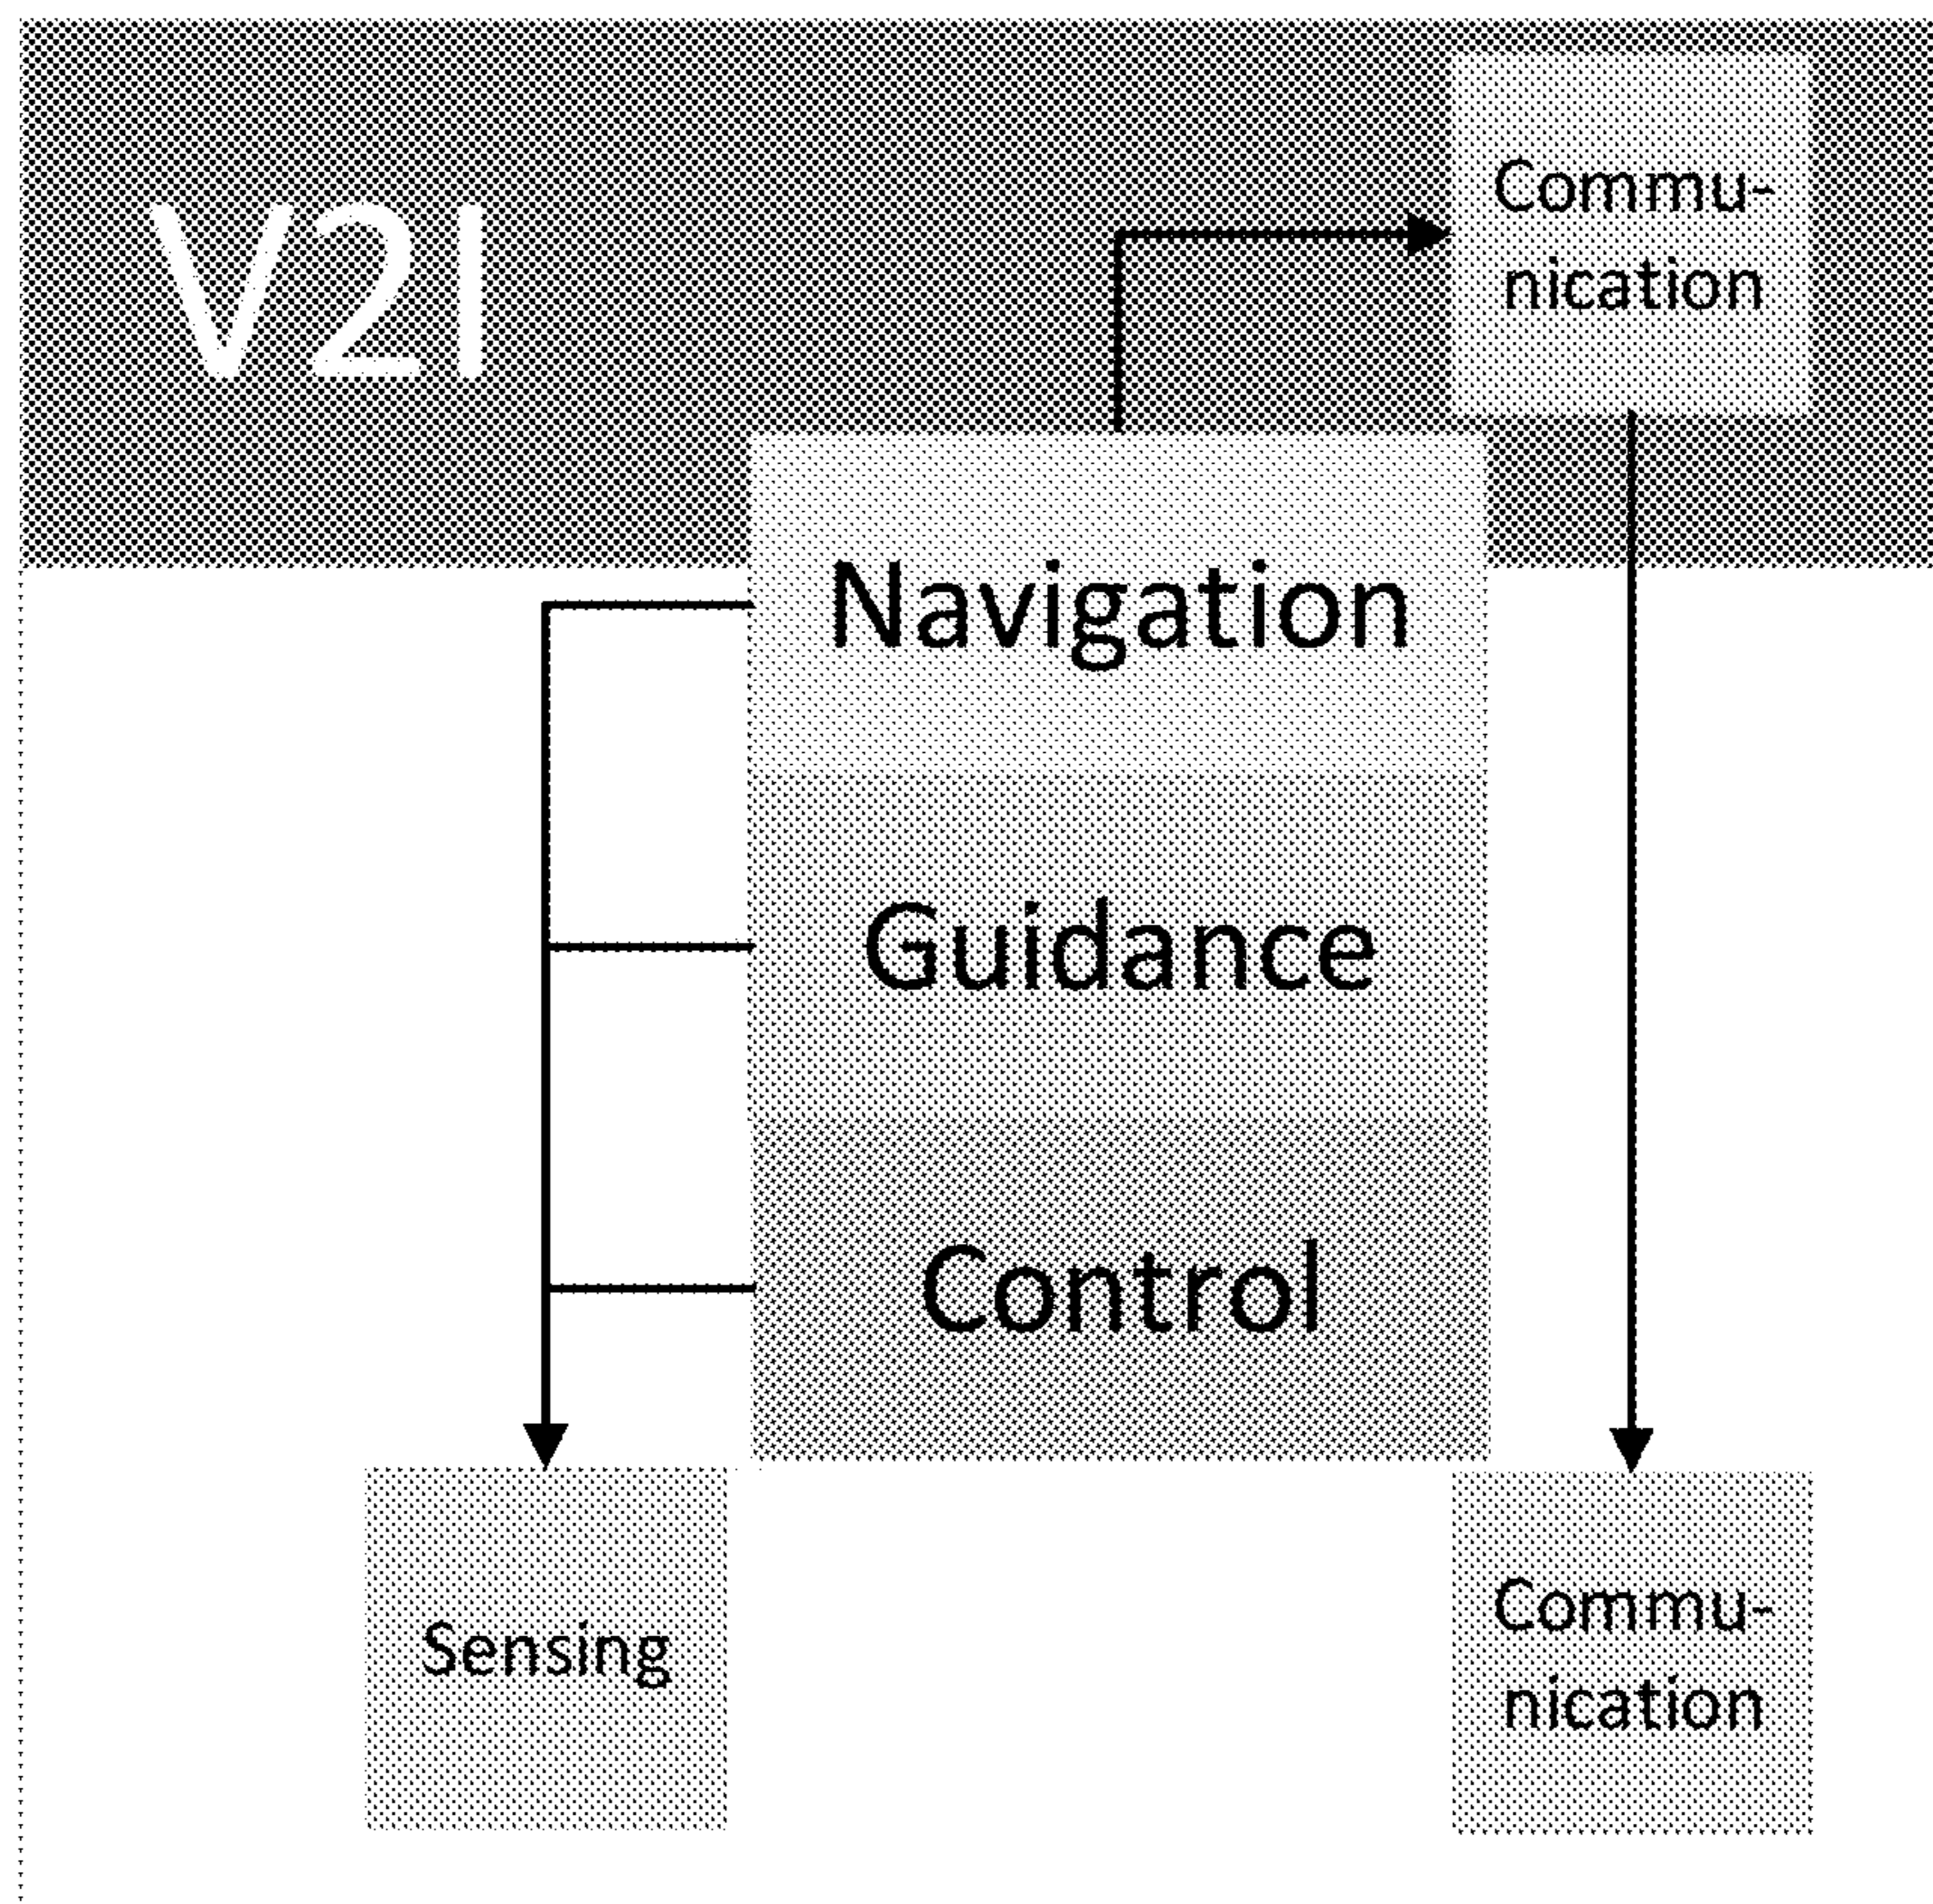 Commu-
nication
V2I
Navigation
Guidance
Control
Sensing
Commu-
nication